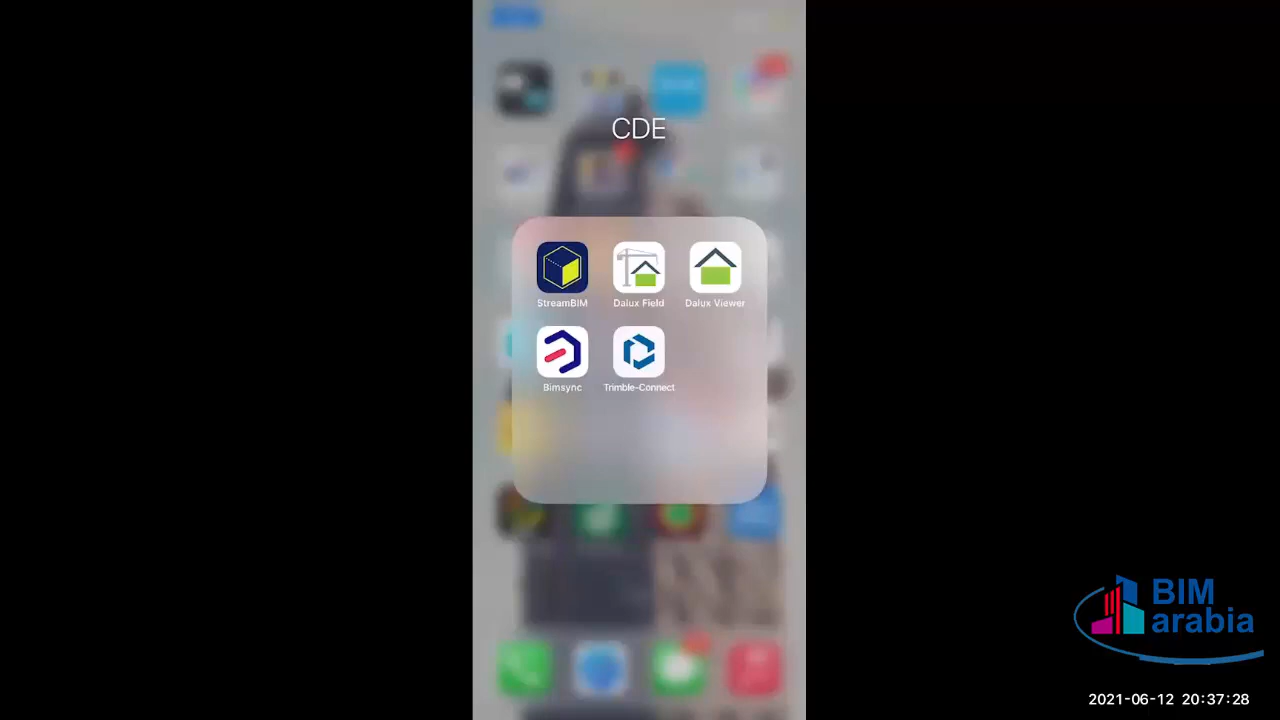 CDE
StreamBIM
Dalux Field
Dalux Viewer
Bimsync
Trimble-Connect
BIM
arabia
2021-06-12 20:37:28